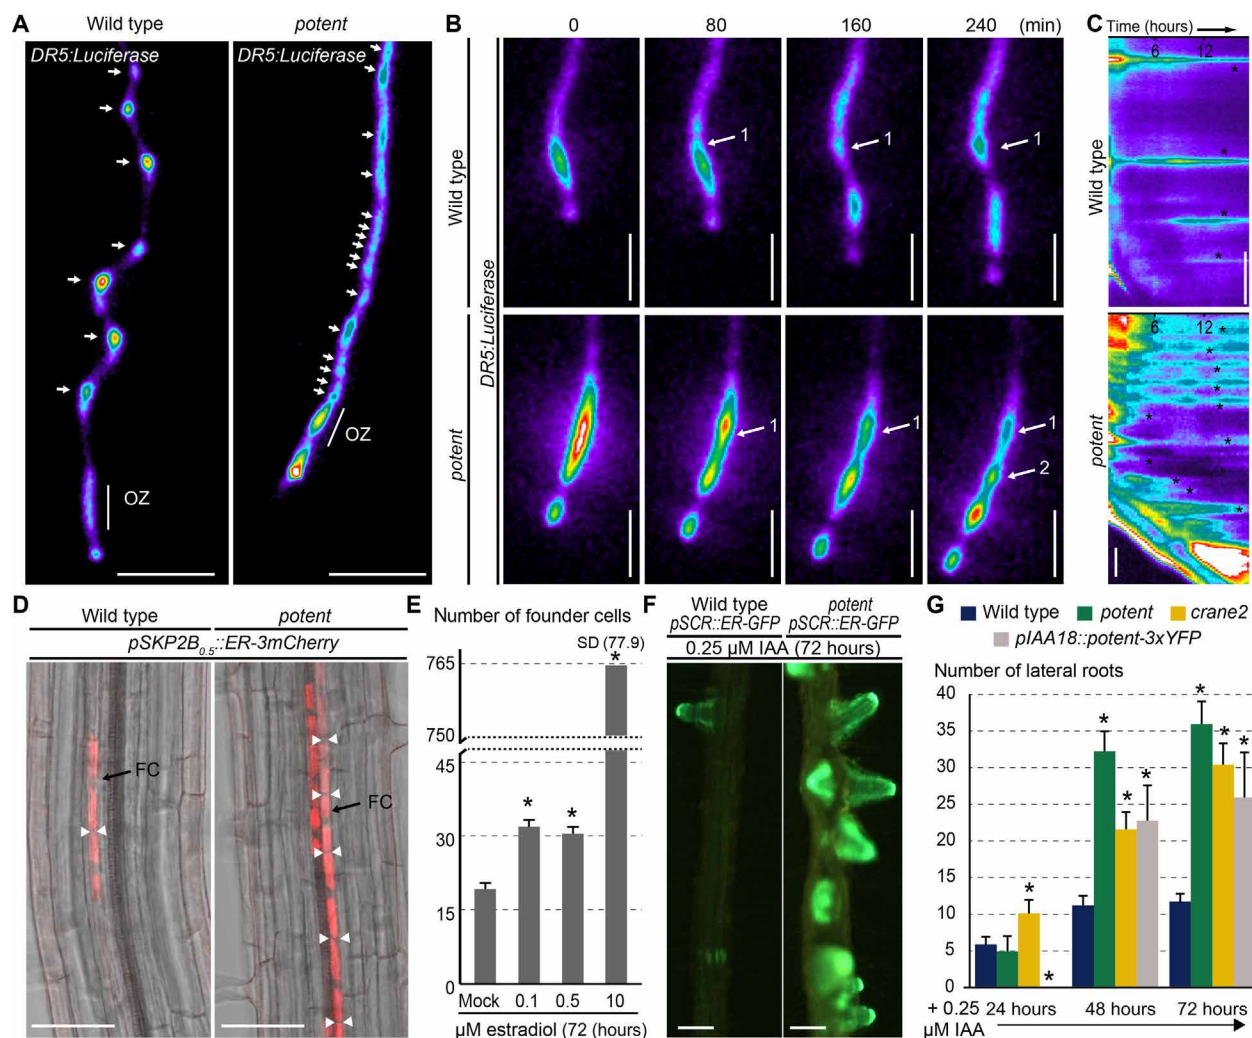 A
Wild type
potent
DR5:Luciferase
DR5:Luciferase
OZ
OZ
B
0
80
160
240
(min)
DR5:Luciferase
Wild type
1
1
1
potent
1
1
1
2
C
Time (hours)
Wild type
6
12
*
*
*
*
potent
6
12
*
*
*
*
*
*
*
*
*
*
*
*
D
Wild type
potent
pSKP2B0.5::ER-3mCherry
FC
FC
E
Number of founder cells
SD (77.9)
*
765
750
45
30
15
0
*
*
Mock
0.1
0.5
10
µM estradiol (72 (hours)
F
Wild type
pSCR::ER-GFP
potent
pSCR::ER-GFP
0.25 µM IAA (72 hours)
G
Wild type
potent
crane2
pIAA18::potent-3xYFP
Number of lateral roots
40
35
30
25
20
15
10
5
0
*
*
*
*
*
*
*
*
+ 0.25
µM IAA
24 hours
48 hours
72 hours